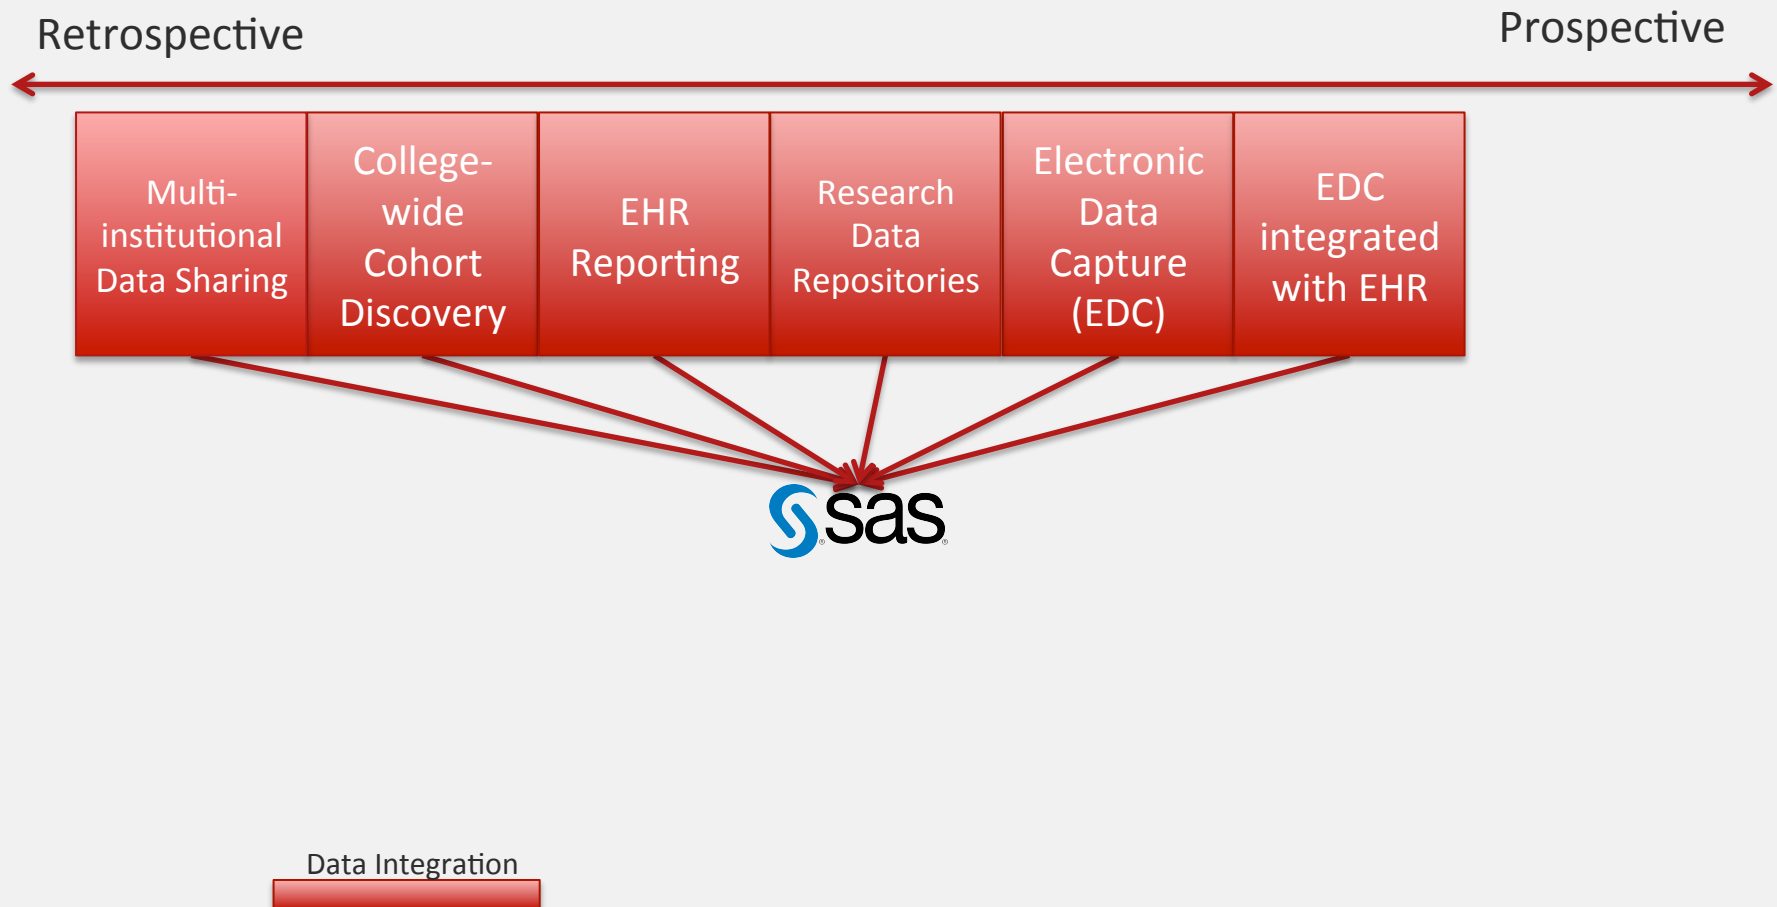 Retrospective
Prospective
Multi-
institutional
Data Sharing
College-
wide
Cohort
Discovery
EHR
Reporting
Research
Data
Repositories
Electronic
Data
Capture
(EDC)
EDC
integrated
with EHR
sas
Data Integration